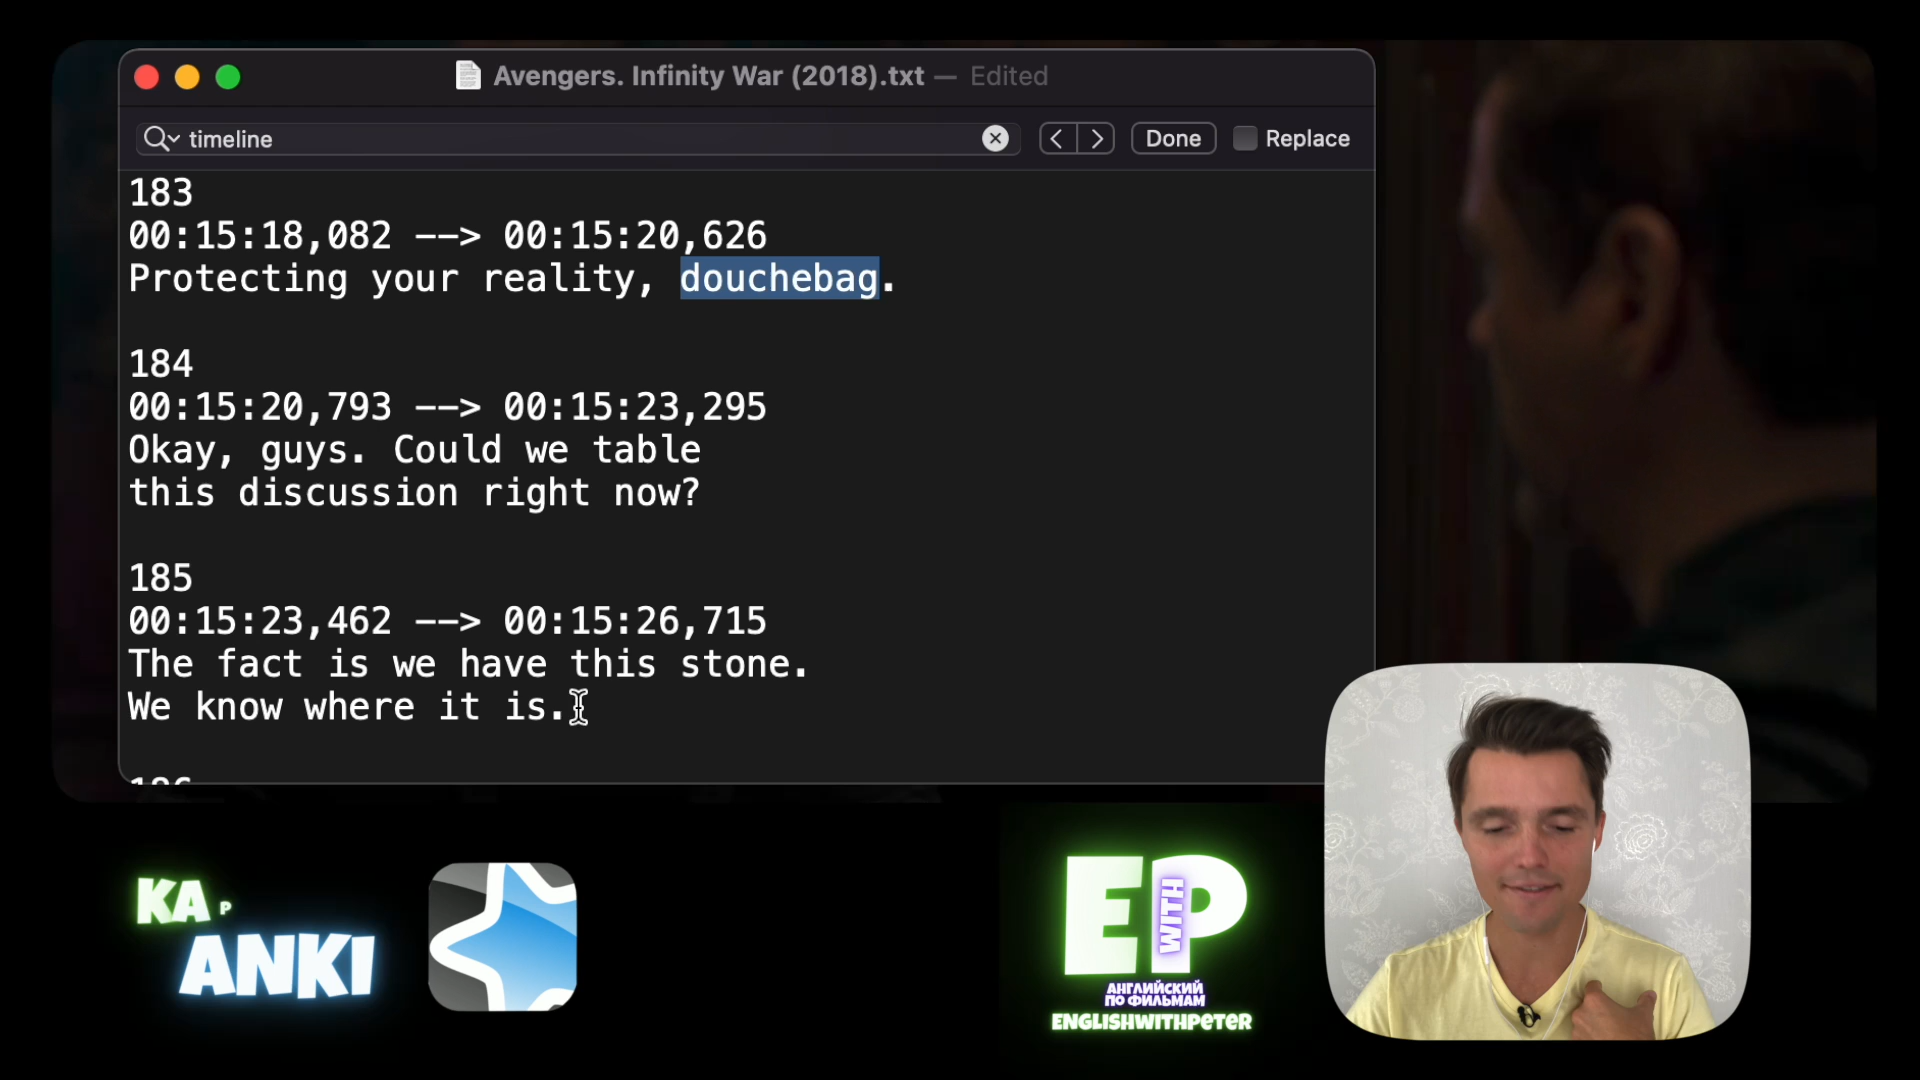 Avengers. Infinity War (2018).txt — Edited
timeline
Done
Replace
183
00:15:18,082 --> 00:15:20,626
Protecting your reality, douchebag.
184
00:15:20,793 --> 00:15:23,295
Okay, guys. Could we table
this discussion right now?
185
00:15:23,462 --> 00:15:26,715
The fact is we have this stone.
We know where it is.
186
КАР
ANKI
EP
WITH
АНГЛИЙСКИЙ
ПО ФИЛЬМАМ
ENGLISHWITHPETER